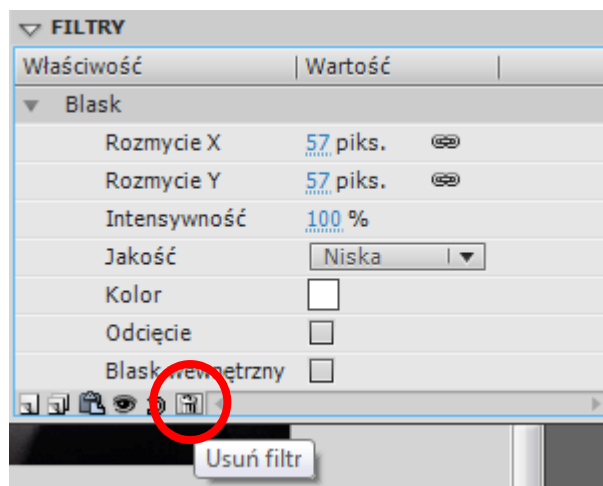 FILTRY
Właściwość Wartość
Blask
Rozmycie X 57 piks.
Rozmycie Y 57 piks.
Intensywność 100 %
Jakość Niska
Kolor
Odcięcie
Blask wewnętrzny
Usuń filtr